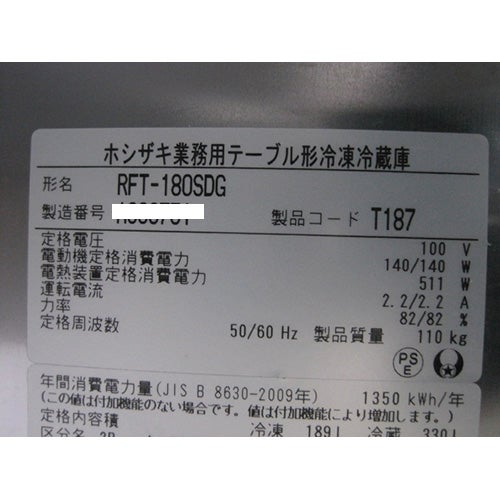 ホシザキ業務用テーブル形冷凍冷蔵庫
形名 RFT-180SDG
製造番号
製品コード T187
定格電圧 100 V
電動機定格消費電力 140/140 W
電熱装置定格消費電力 511 W
運転電流 2.2/2.2 A
力率 82/82 %
定格周波数 50/60 Hz 製品質量 110 kg
PS
E
年間消費電力量(JIS B 8630-2009年) 1350 kWh/年
(この値は付加機能のない場合です。値は付加機能により増加します。)
定格内容積 冷凍 189l 冷蔵 330l
区分名